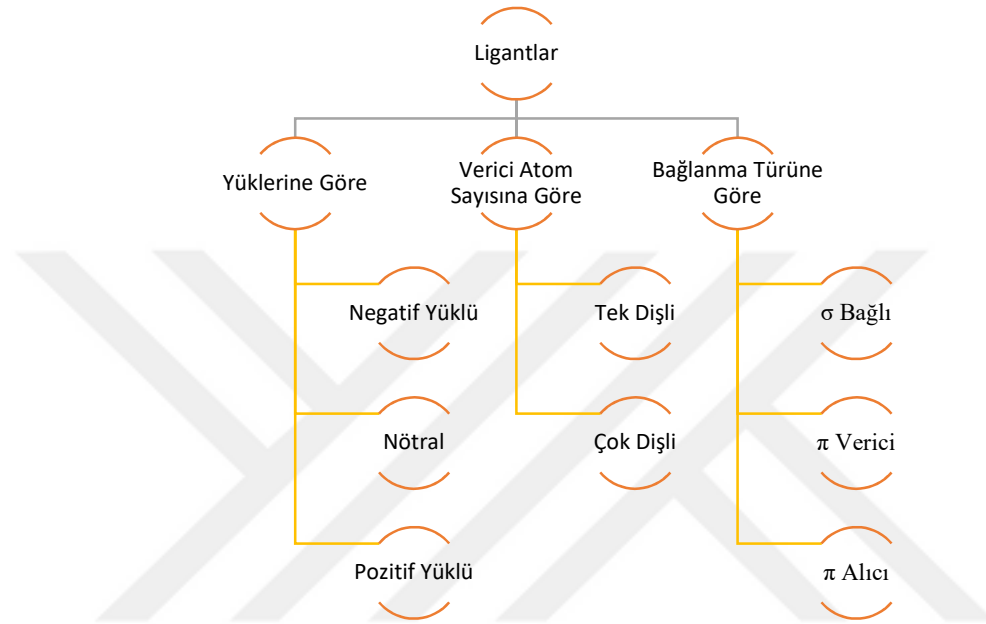 Ligantlar
Yüklerine Göre
Verici Atom
Sayısına Göre
Bağlanma Türüne
Göre
Negatif Yüklü
Tek Dişli
σ Bağlı
Nötral
Çok Dişli
π Verici
Pozitif Yüklü
π Alıcı